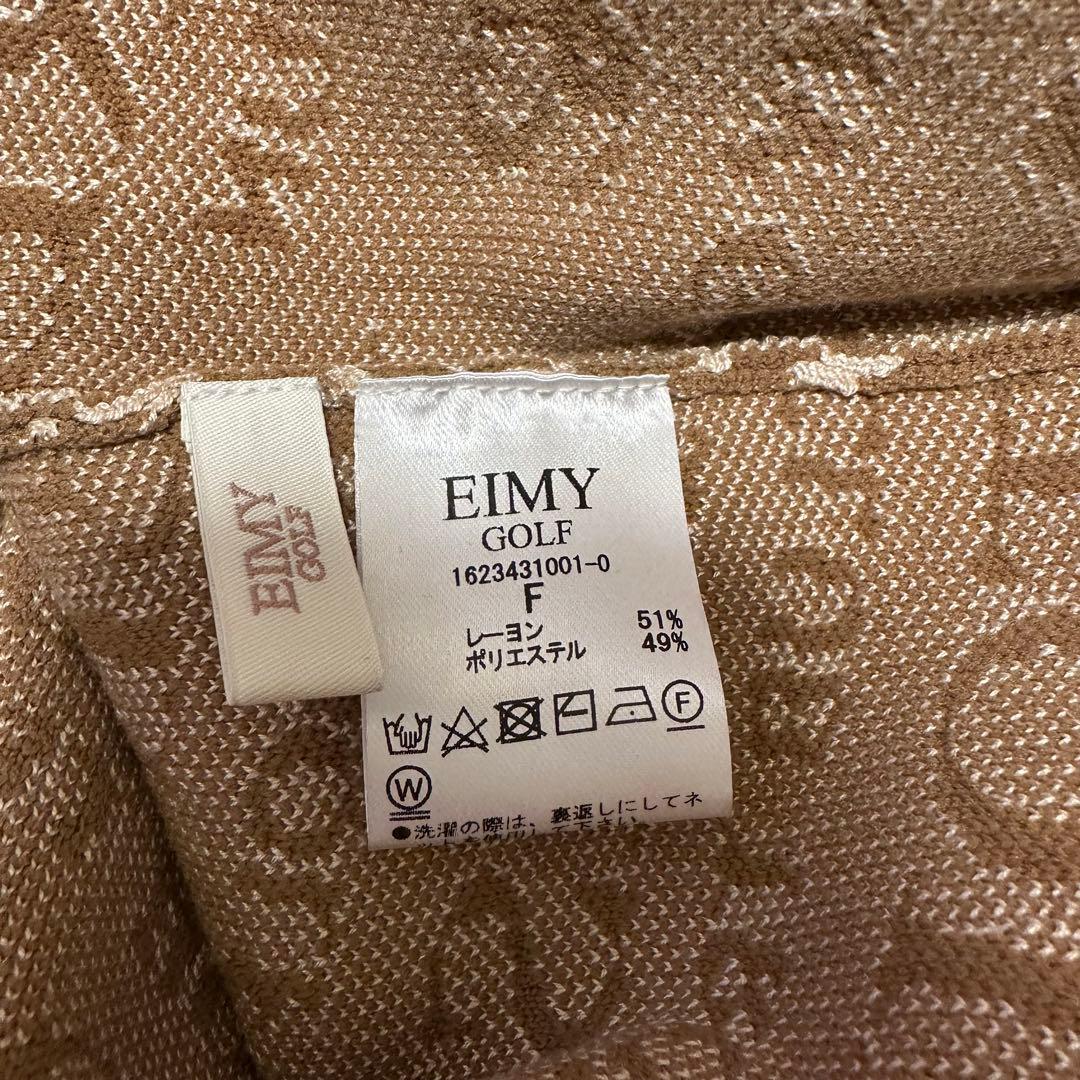 EIMY
GOLF
EIMY
GOLF
1623431001-0
F
レーヨン 51%
ポリエステル 49%
F
W
●洗濯の際は、裏返しにしてネ